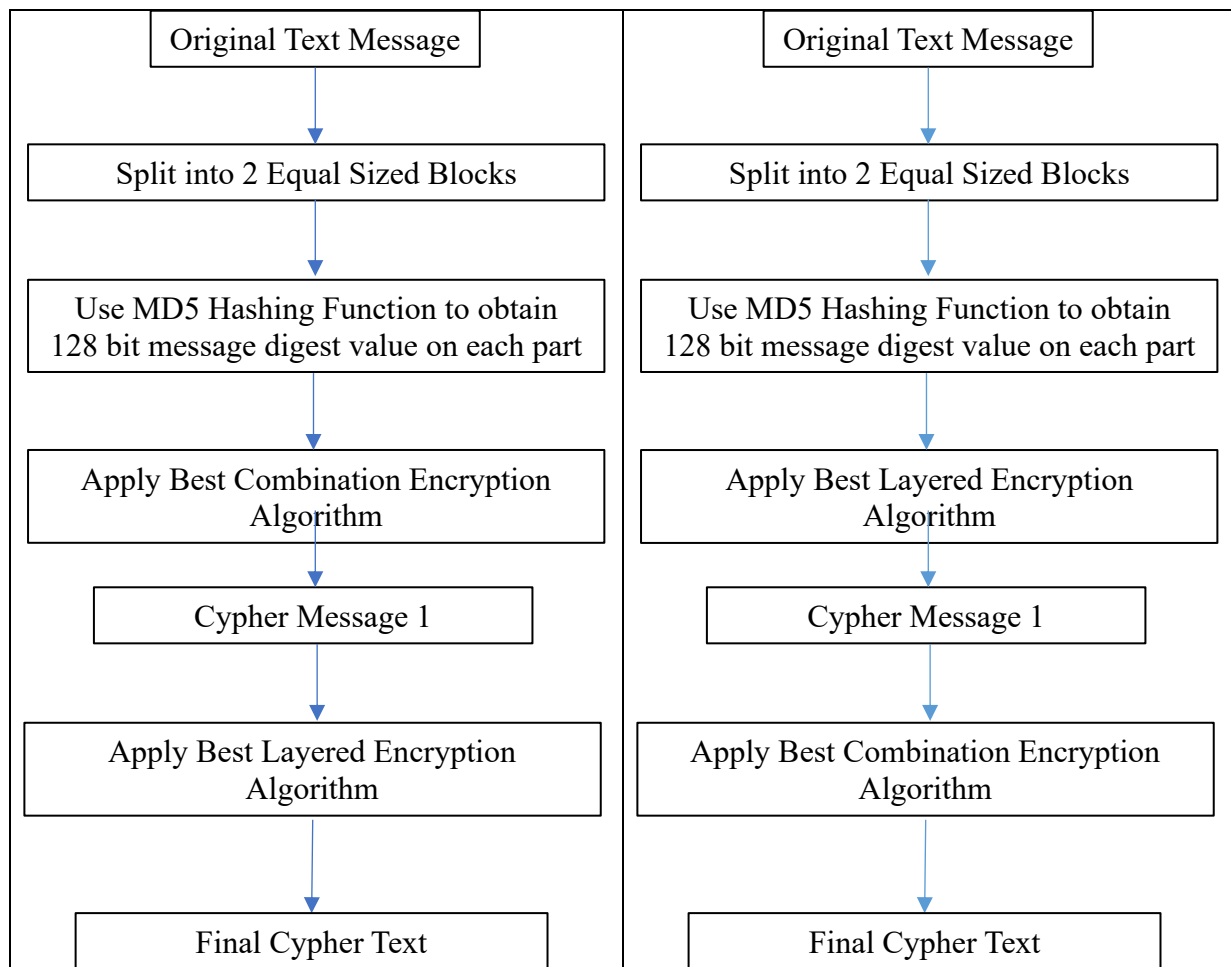 Original Text Message
Split into 2 Equal Sized Blocks
Use MD5 Hashing Function to obtain
128 bit message digest value on each part
Apply Best Combination Encryption
Algorithm
Cypher Message 1
Apply Best Layered Encryption
Algorithm
Final Cypher Text
Original Text Message
Split into 2 Equal Sized Blocks
Use MD5 Hashing Function to obtain
128 bit message digest value on each part
Apply Best Layered Encryption
Algorithm
Cypher Message 1
Apply Best Combination Encryption
Algorithm
Final Cypher Text